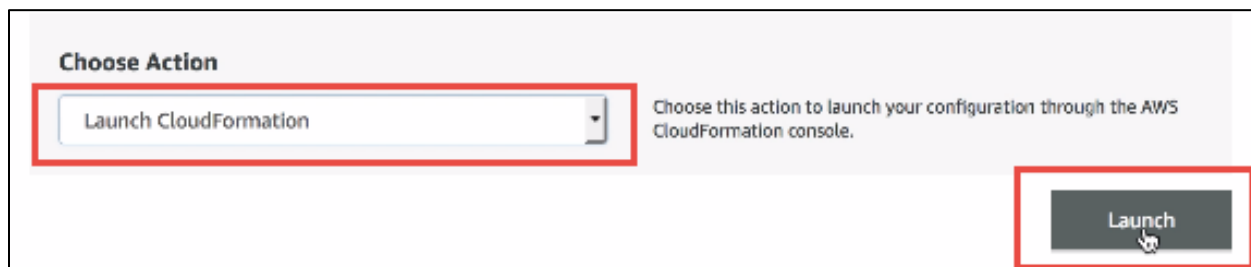 Choose Action
Launch CloudFormation
Choose this action to launch your configuration through the AWS
CloudFormation console.
Launch